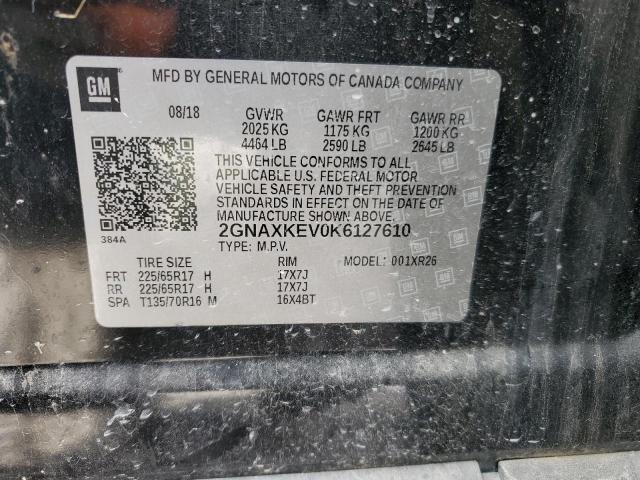 GM
MFD BY GENERAL MOTORS OF CANADA COMPANY
08/18 GVWR GAWR FRT GAWR RR
2025 KG 1175 KG 1200 KG
4464 LB 2590 LB 2645 LB
THIS VEHICLE CONFORMS TO ALL
APPLICABLE U.S. FEDERAL MOTOR
VEHICLE SAFETY AND THEFT PREVENTION
STANDARDS IN EFFECT ON THE DATE OF
MANUFACTURE SHOWN ABOVE.
2GNAXKEV0K6127610
384A
TYPE: M.P.V.
TIRE SIZE RIM MODEL: 001XR26
FRT 225/65R17 H 17X7J
RR 225/65R17 H 17X7J
SPA T135/70R16 M 16X4BT